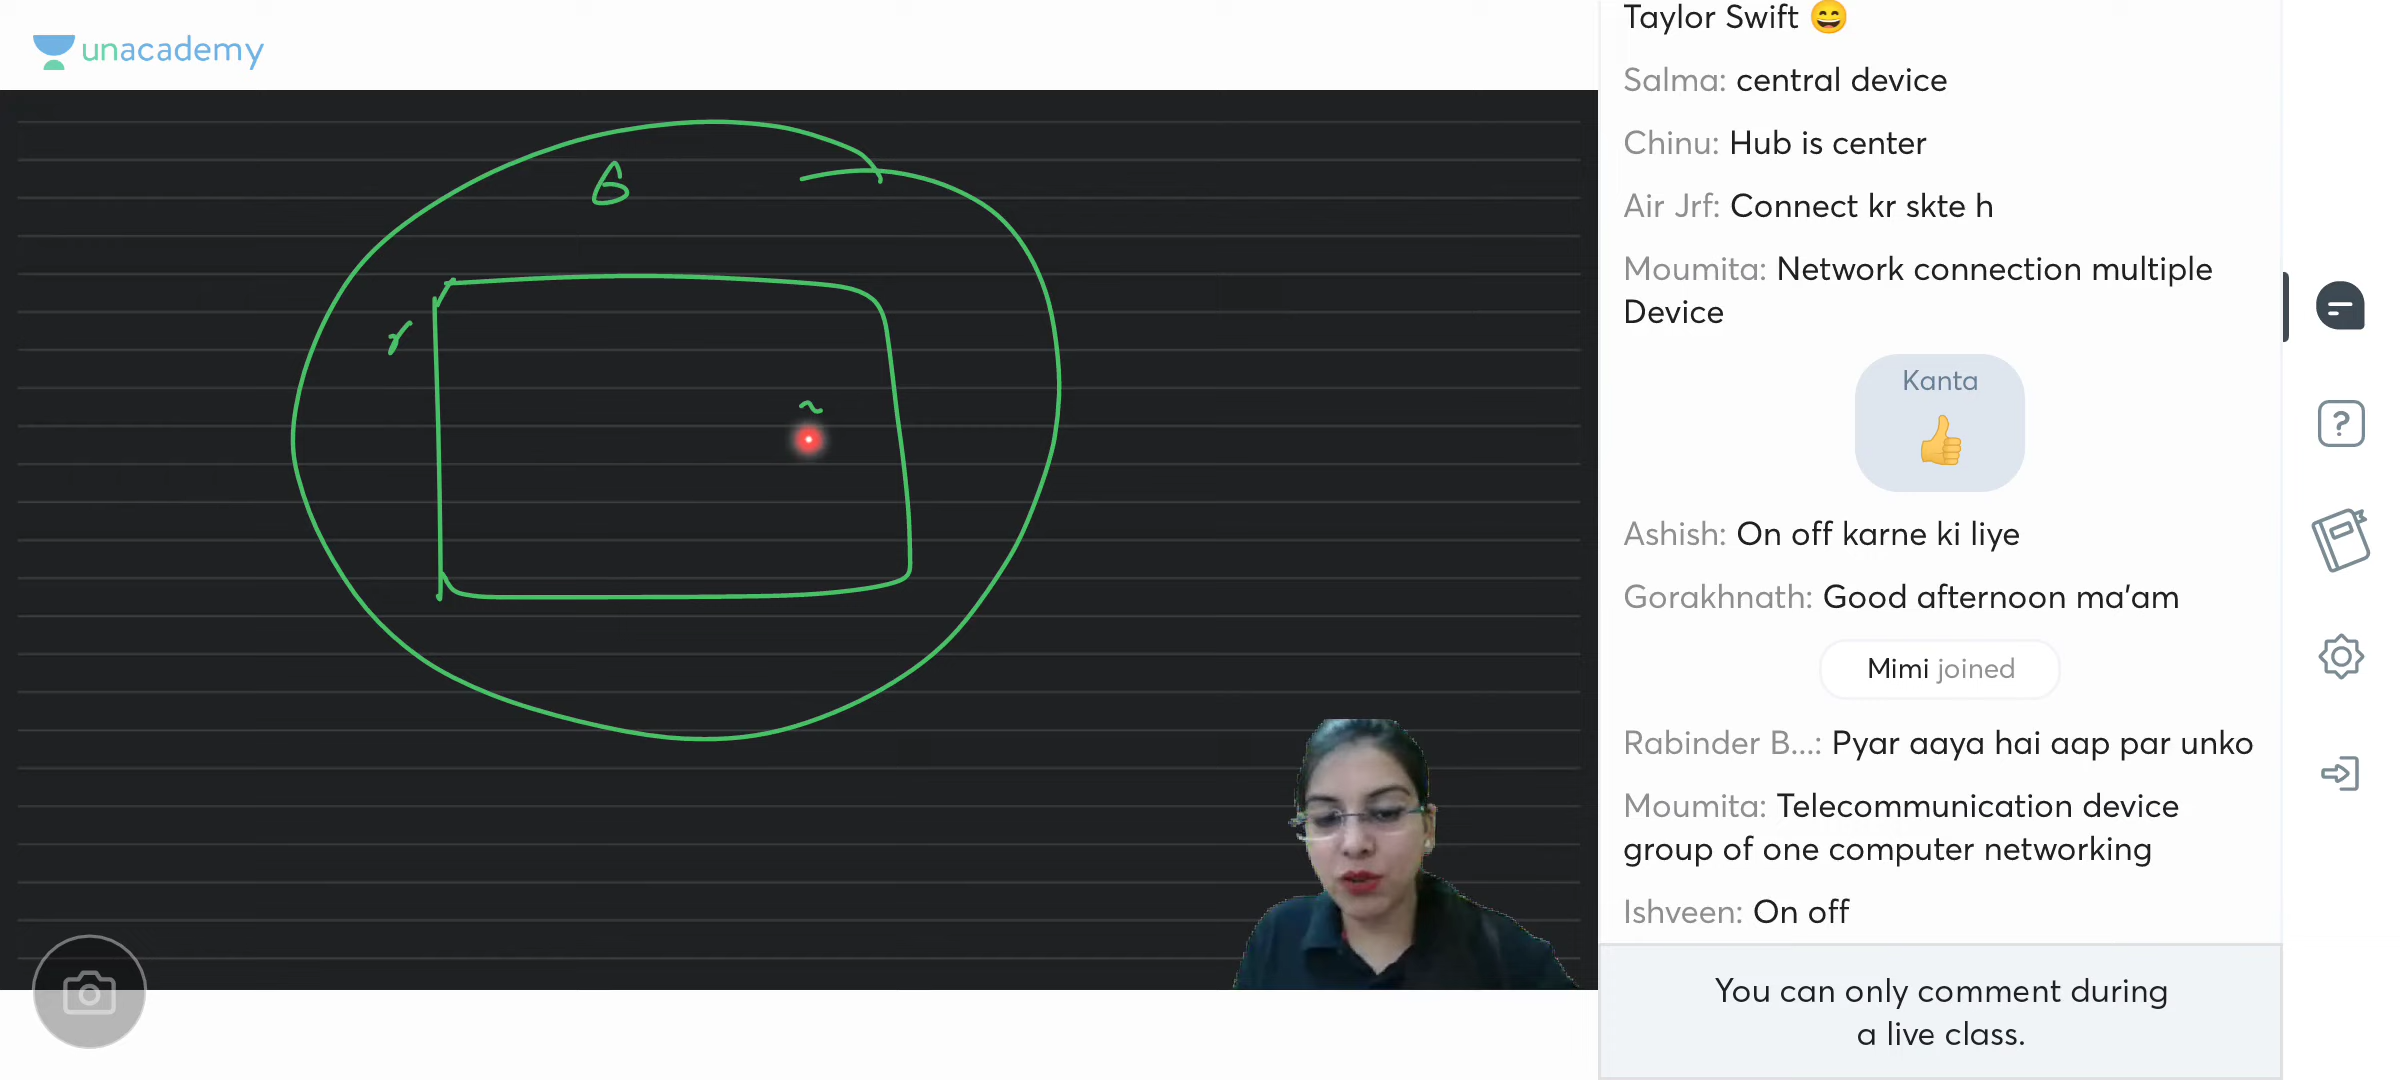 unacademy
Taylor Swift 😄
Salma: central device
Chinu: Hub is center
Air Jrf: Connect kr skte h
Moumita: Network connection multiple
Device
Kanta
👍
Ashish: On off karne ki liye
Gorakhnath: Good afternoon ma'am
Mimi joined
Rabinder B...: Pyar aaya hai aap par unko
Moumita: Telecommunication device
group of one computer networking
Ishveen: On off
You can only comment during
a live class.